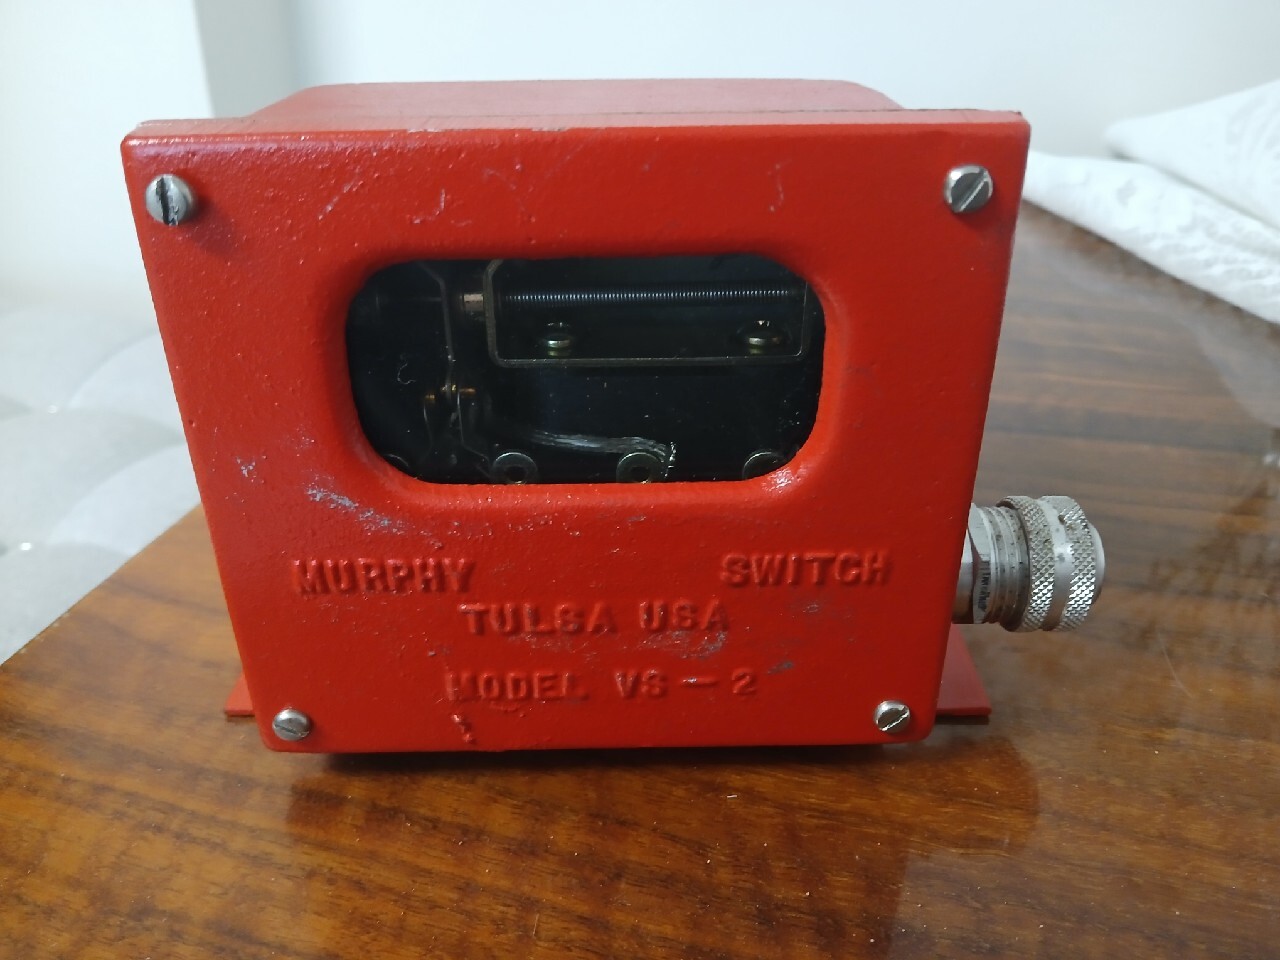 MURPHY SWITCH
TULSA USA
MODEL VS-2